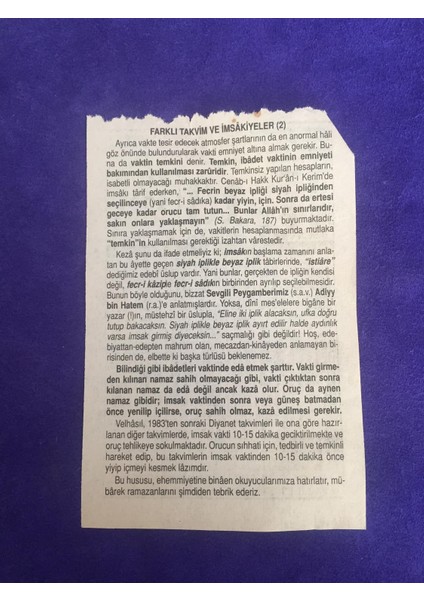 FARKLI TAKVİM VE İMSÂKİYELER (2)
Ayrıca vakte tesir edecek atmosfer şartlarının da en anormal hâli
göz önünde bulundurularak vakti emniyet altına almak gerekir. Bu-
na da vaktin temkini denir. Temkin, ibâdet vaktinin emniyeti
bakımından kullanılması zarûrîdir. Temkinsiz yapılan hesapların,
isabetli olmayacağı muhakkaktır. Cenâb-ı Hakk Kur'ân-ı Kerim'de
imsâki târif ederken, "... Fecrin beyaz ipliği siyah ipliğinden
seçilinceye (yani fecr-i sâdıka) kadar yiyin, için. Sonra da ertesi
geceye kadar orucu tam tutun... Bunlar Allâh'ın sınırlarıdır,
sakın onlara yaklaşmayın" (S. Bakara, 187) buyurmaktadır.
Sınıra yaklaşmamak için de, vakitlerin hesaplanmasında mutlaka
"temkin"in kullanılması gerektiği izahtan vârestedir.
Kezâ şunu da ifade etmeliyiz ki; imsâkın başlama zamanını anla-
tan bu âyette geçen siyah iplikle beyaz iplik tâbirlerinde, "istiâre"
dediğimiz edebî üslup vardır. Yani bunlar, gerçekten de ipliğin kendisi
değil, fecr-i kâziple fecr-i sâdıkın birbirinden ayrılıp seçilebilmesidir.
Bunun böyle olduğunu, bizzat Sevgili Peygamberimiz (s.a.v.) Adiyy
bin Hatem (r.a.)'e anlatmışlardır. Yoksa, dînî mes'elelere bigâne bir
yazar (!)ın, müstehzi bir üslupla, "Eline iki iplik alacaksın, ufka doğru
tutup bakacaksın. Siyah iplikle beyaz iplik ayırt edilir halde aydınlık
varsa imsak girmiş diyeceksin..." saçmalığı gibi değildir! Hoş, ede-
biyattan-edepten mahrum olan, mecazdan-kinâyeden anlamayan bi-
risinden de, elbette ki başka türlüsü beklenemez.
Bilindiği gibi ibâdetleri vaktinde edâ etmek şarttır. Vakti girme-
den kılınan namaz sahih olmayacağı gibi, vakti çıktıktan sonra
kılanan namaz da edâ değil ancak kazâ olur. Oruç da aynen
namaz gibidir; imsak vaktinden sonra veya güneş batmadan
önce yenilip içilirse, oruç sahih olmaz, kazâ edilmesi gerekir.
Velhâsıl, 1983'ten sonraki Diyanet takvimleri ile ona göre hazır-
lanan diğer takvimlerde, imsak vakti 10-15 dakika geciktirilmekte ve
oruç tehlikeye sokulmaktadır. Orucun sıhhati için, tedbirli ve temkinli
hareket edip, bu takvimlerin imsak vaktinden 10-15 dakika önce
yiyip içmeyi kesmek lâzımdır.
Bu hususu, ehemmiyetine binâen okuyucularımıza hatırlatır, mü-
bârek ramazanlarını şimdiden tebrik ederiz.